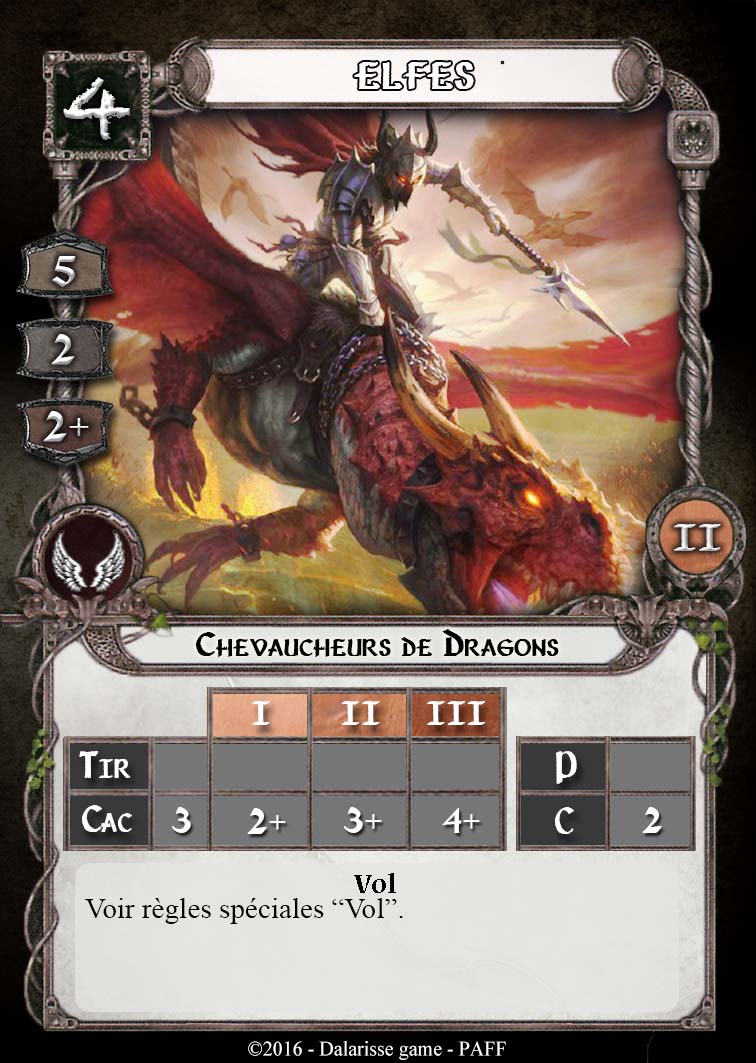 ELFES
4
5
2
2+
II
CHEVAUCHEURS DE DRAGONS
I II III
TIR P
CAC 3 2+ 3+ 4+ C 2
Vol
Voir règles spéciales “Vol”.
©2016 - Dalarisse game - PAFF